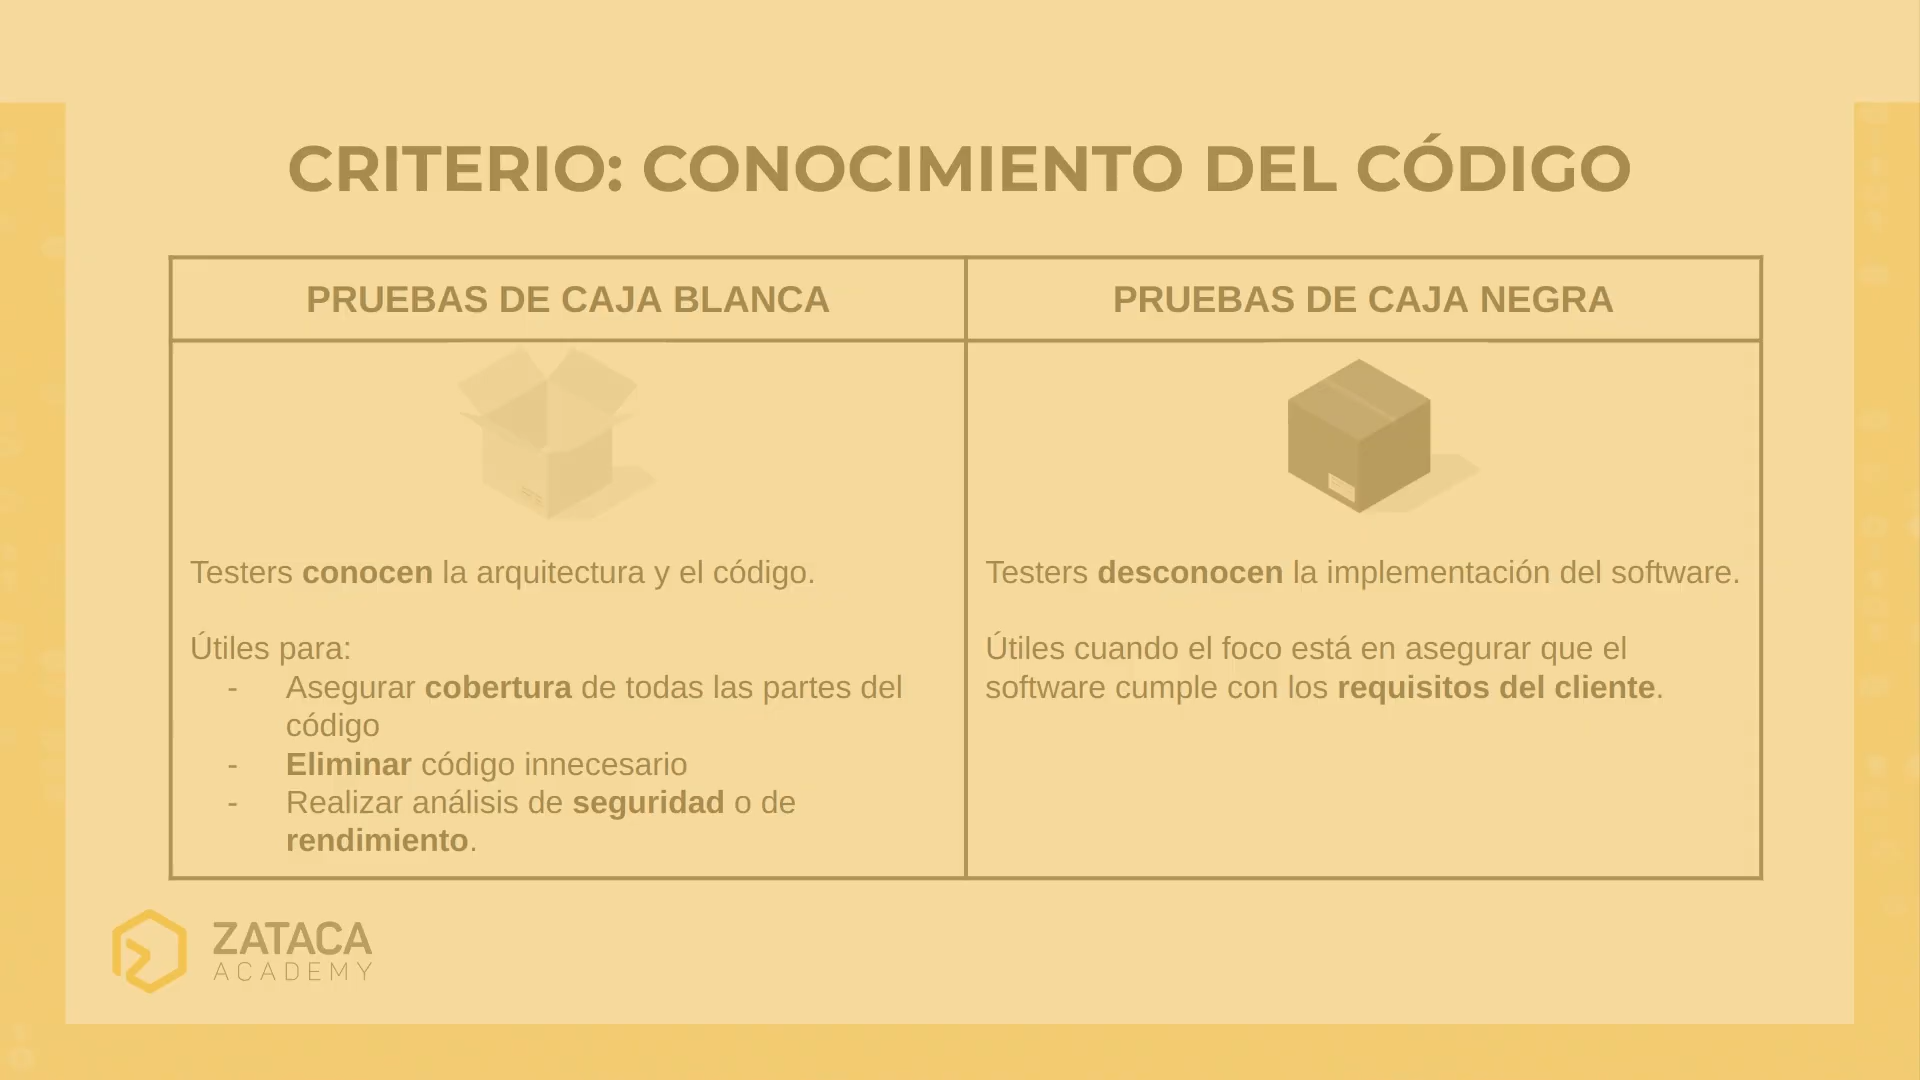 CRITERIO: CONOCIMIENTO DEL CÓDIGO
PRUEBAS DE CAJA BLANCA
Testers conocen la arquitectura y el código.
Útiles para:
- Asegurar cobertura de todas las partes del
código
- Eliminar código innecesario
- Realizar análisis de seguridad o de
rendimiento.
PRUEBAS DE CAJA NEGRA
Testers desconocen la implementación del software.
Útiles cuando el foco está en asegurar que el
software cumple con los requisitos del cliente.
ZATACA
ACADEMY